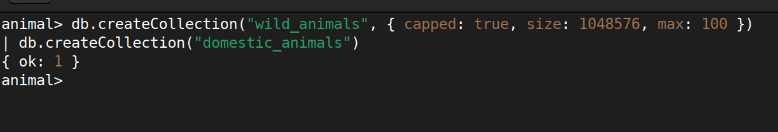 animal> db.createCollection("wild_animals", { capped: true, size: 1048576, max: 100 })
| db.createCollection("domestic_animals")
{ ok: 1 }
animal>